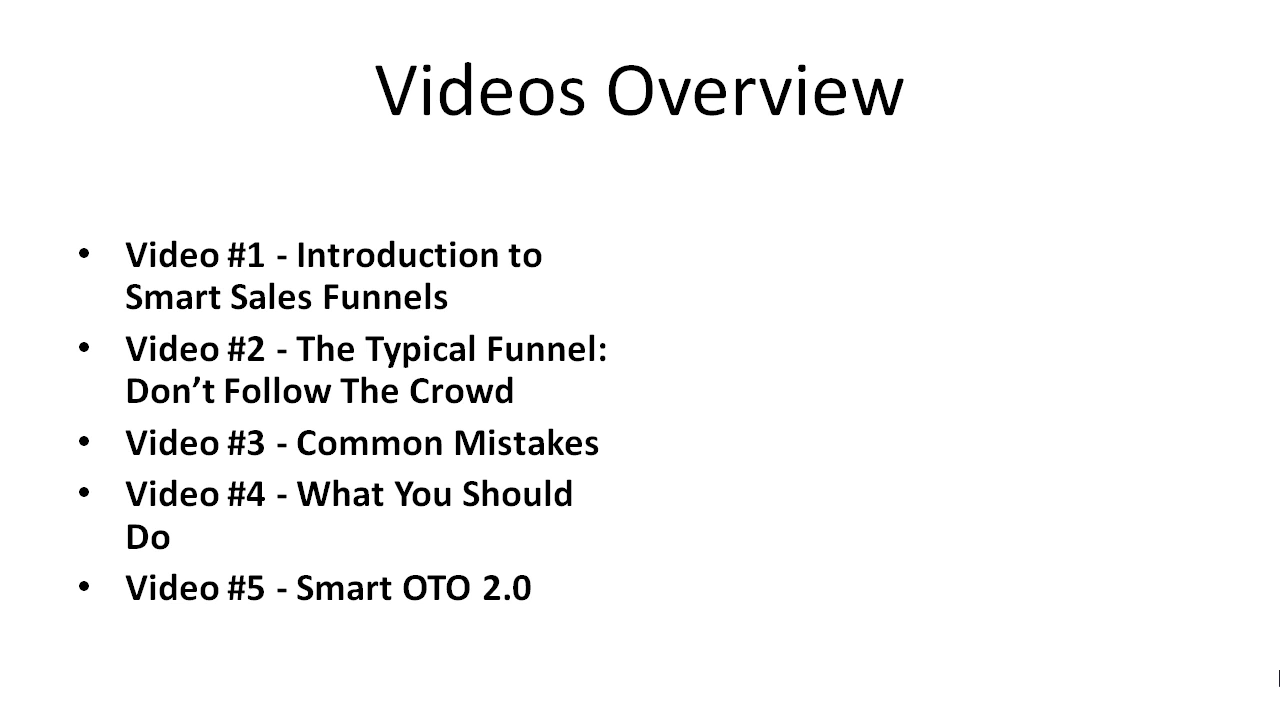 Videos Overview
• Video #1 - Introduction to
Smart Sales Funnels
• Video #2 - The Typical Funnel:
Don’t Follow The Crowd
• Video #3 - Common Mistakes
• Video #4 - What You Should
Do
• Video #5 - Smart OTO 2.0